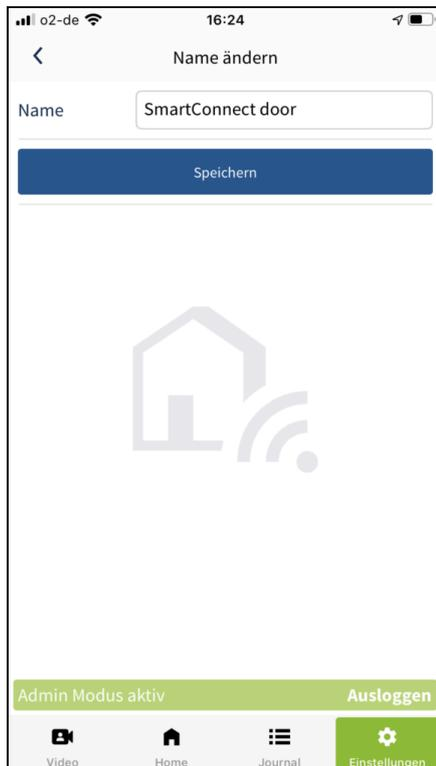 o2-de 16:24
Name ändern
Name SmartConnect door
Speichern
Admin Modus aktiv Ausloggen
Video Home Journal Einstellungen